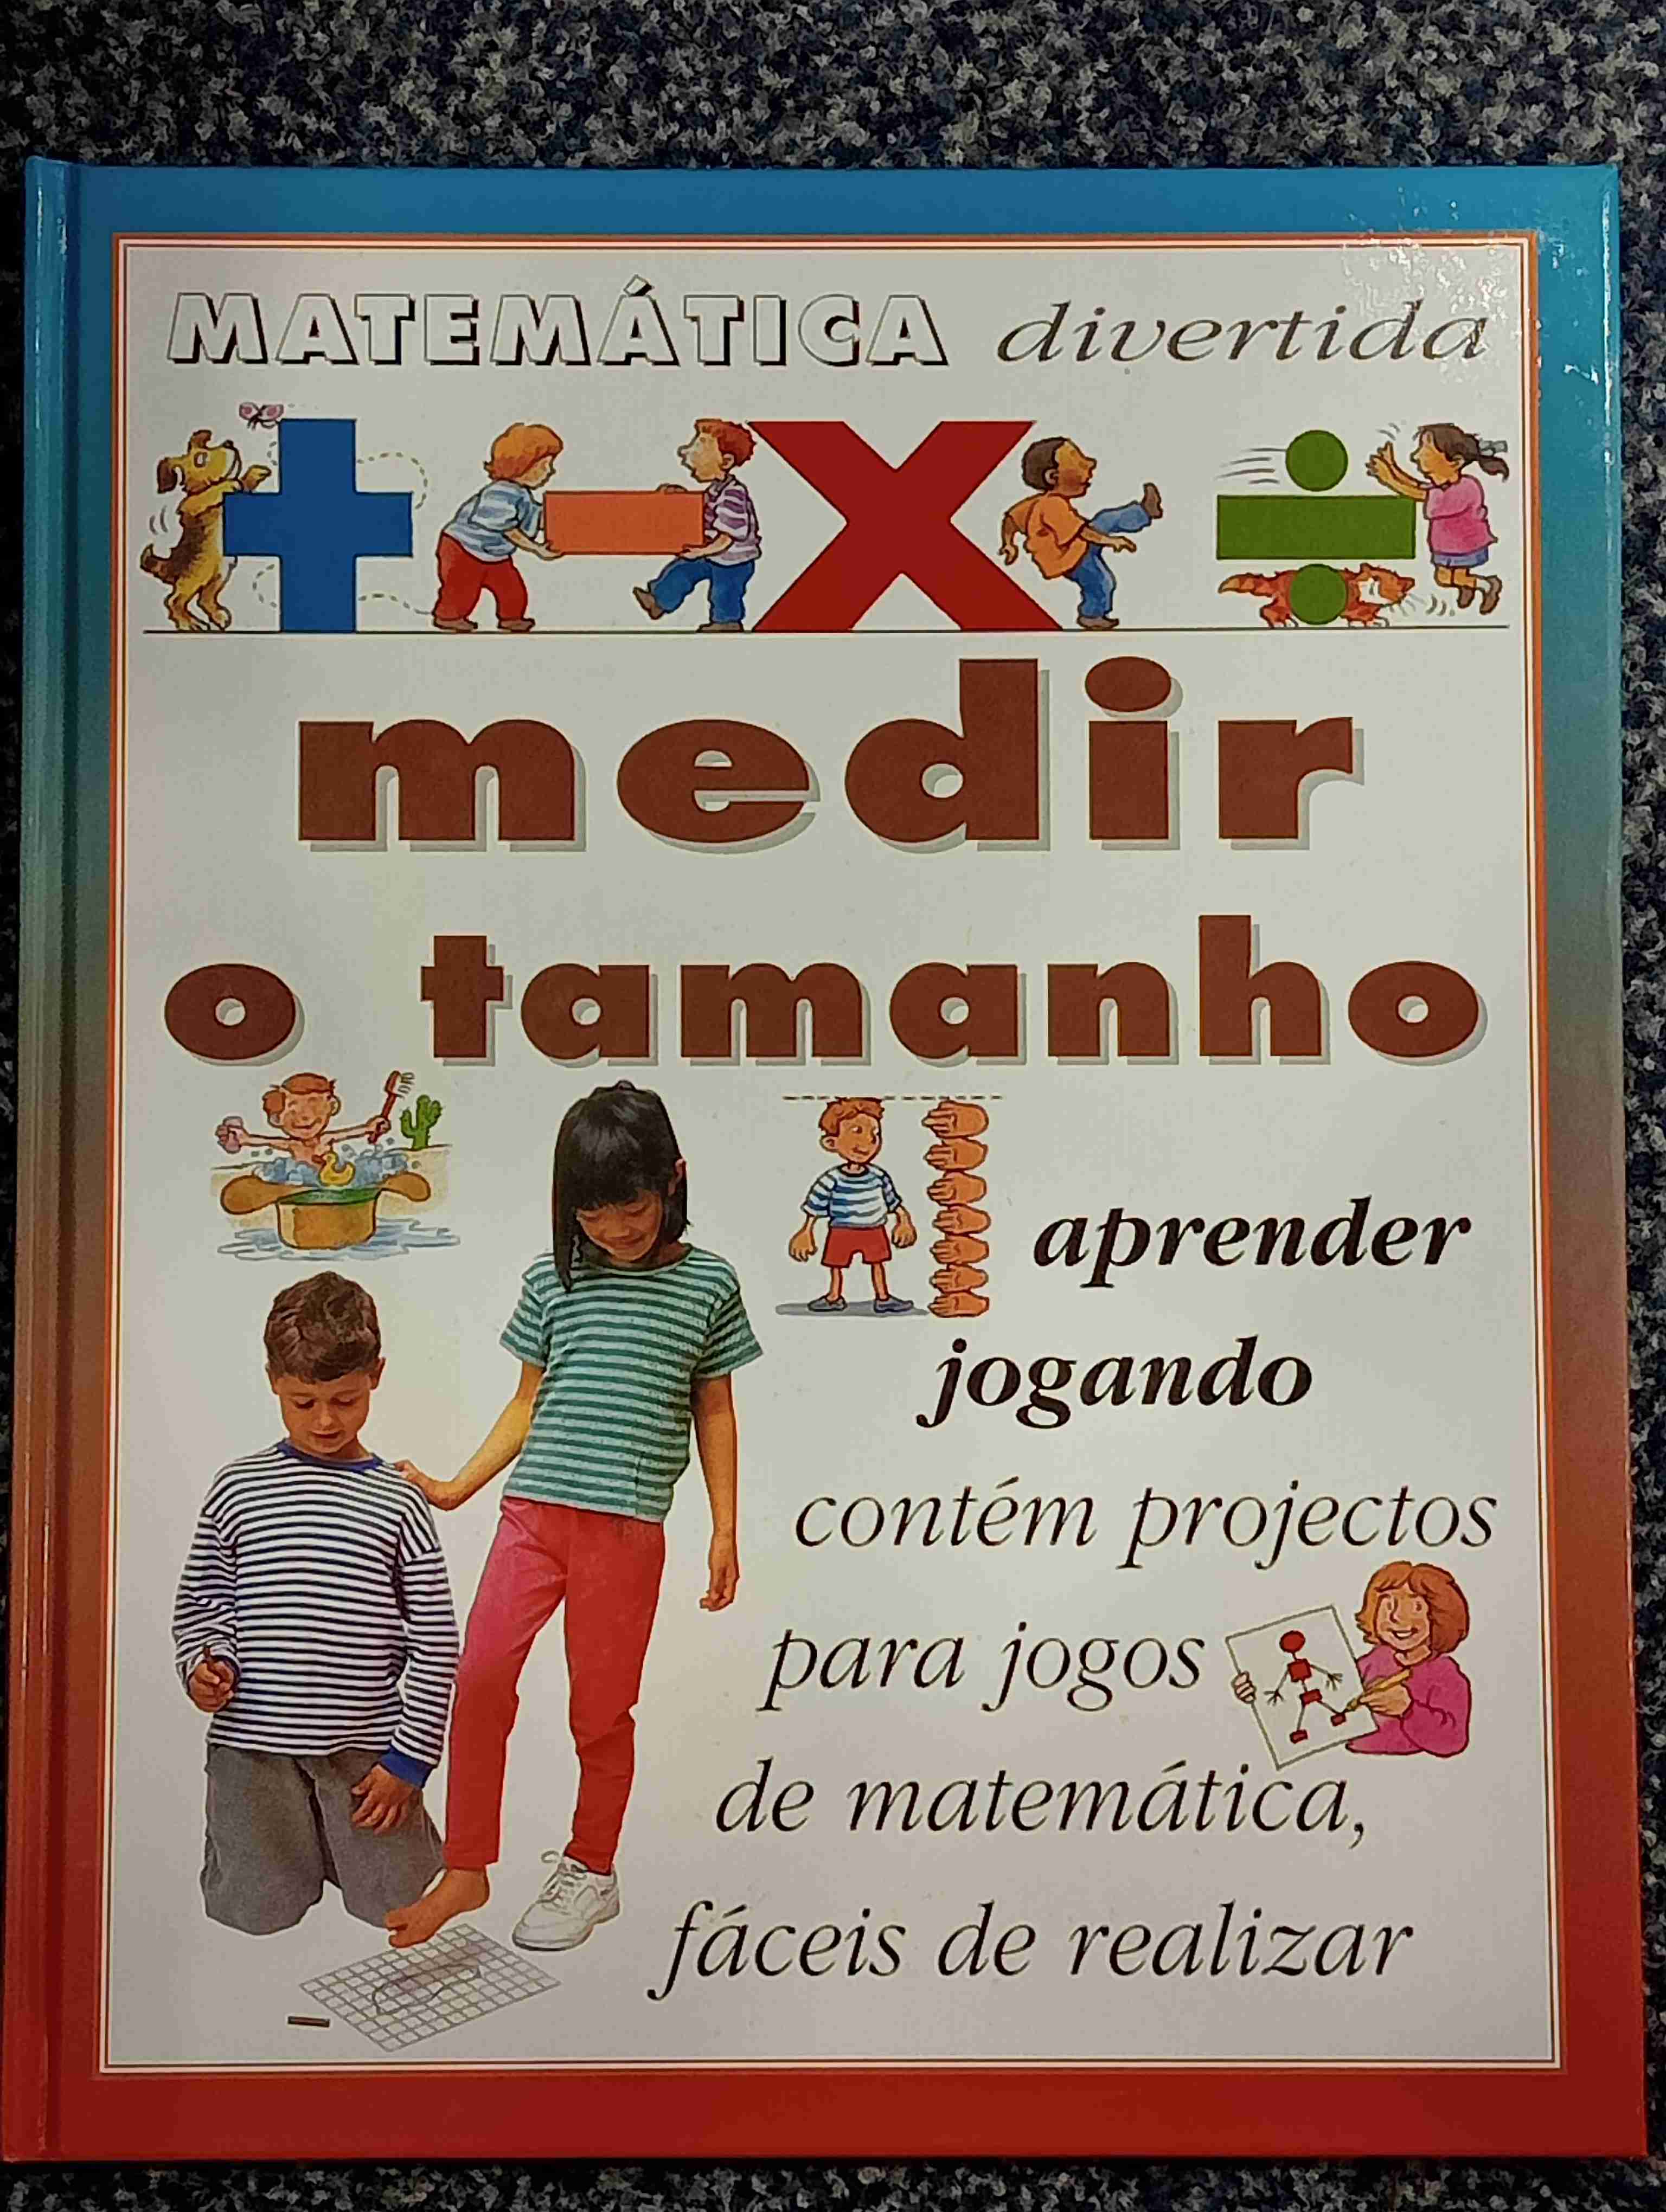 MATEMÁTICA divertida
+ - x ÷
medir
o tamanho
aprender
jogando
contém projectos
para jogos
de matemática,
fáceis de realizar